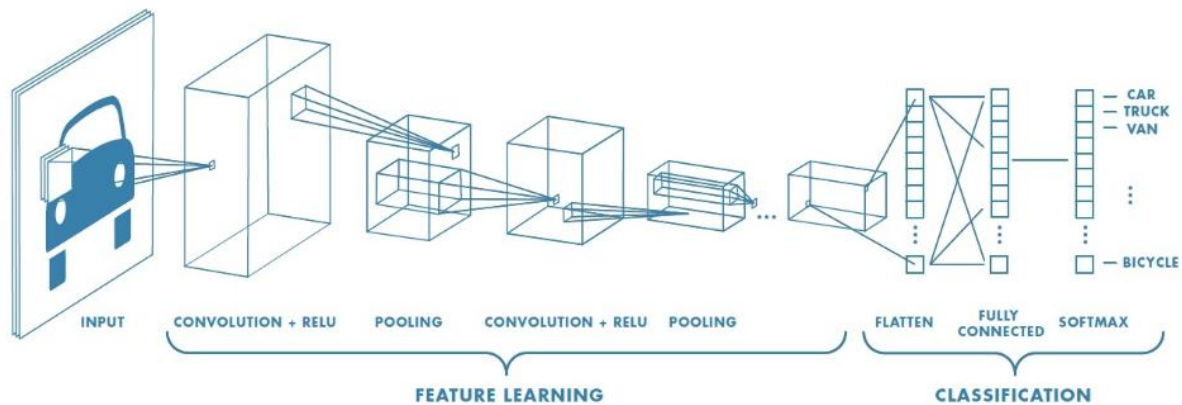 CAR
TRUCK
VAN
BICYCLE
INPUT
CONVOLUTION + RELU
POOLING
CONVOLUTION + RELU
POOLING
FLATTEN
FULLY
CONNECTED
SOFTMAX
FEATURE LEARNING
CLASSIFICATION